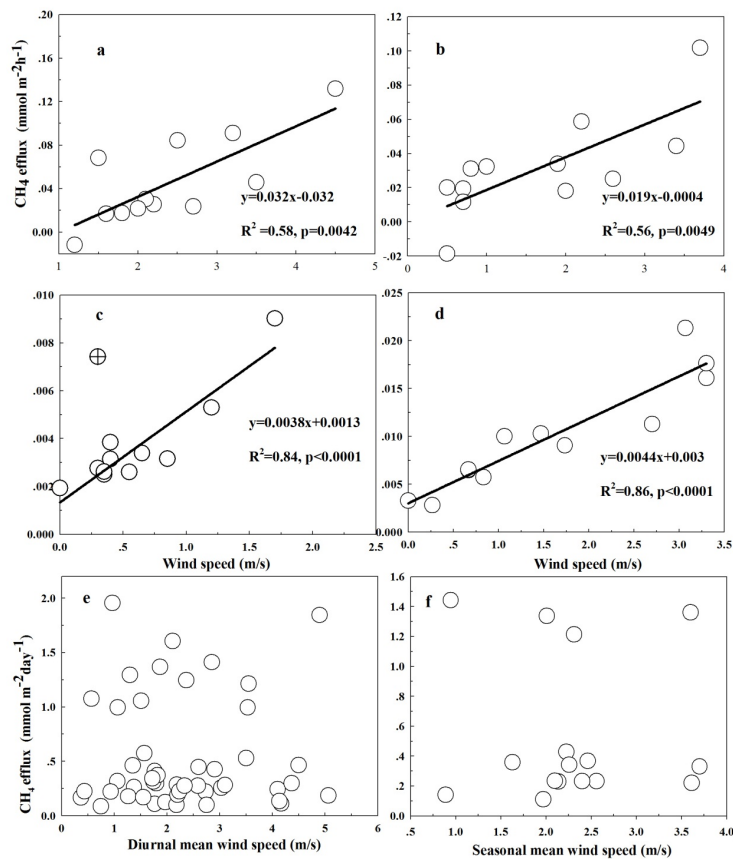 a
b
CH4 efflux (mmol m-2h-1)
.20
.16
.12
.08
.04
0.00
y=0.032x-0.032
R2 =0.58, p=0.0042
1 2 3 4 5
.12
.10
.08
.06
.04
.02
0.00
-.02
y=0.019x-0.0004
R2 =0.56, p=0.0049
0 1 2 3 4
c
d
.010
.008
.006
.004
.002
0.000
y=0.0038x+0.0013
R2=0.84, p<0.0001
0.0 .5 1.0 1.5 2.0 2.5
Wind speed (m/s)
.025
.020
.015
.010
.005
0.000
y=0.0044x+0.003
R2=0.86, p<0.0001
0.0 .5 1.0 1.5 2.0 2.5 3.0 3.5
Wind speed (m/s)
e
f
CH4 efflux (mmol m-2day-1)
2.0
1.5
1.0
.5
0.0
0 1 2 3 4 5 6
Diurnal mean wind speed (m/s)
1.6
1.4
1.2
1.0
.8
.6
.4
.2
0.0
.5 1.0 1.5 2.0 2.5 3.0 3.5 4.0
Seasonal mean wind speed (m/s)